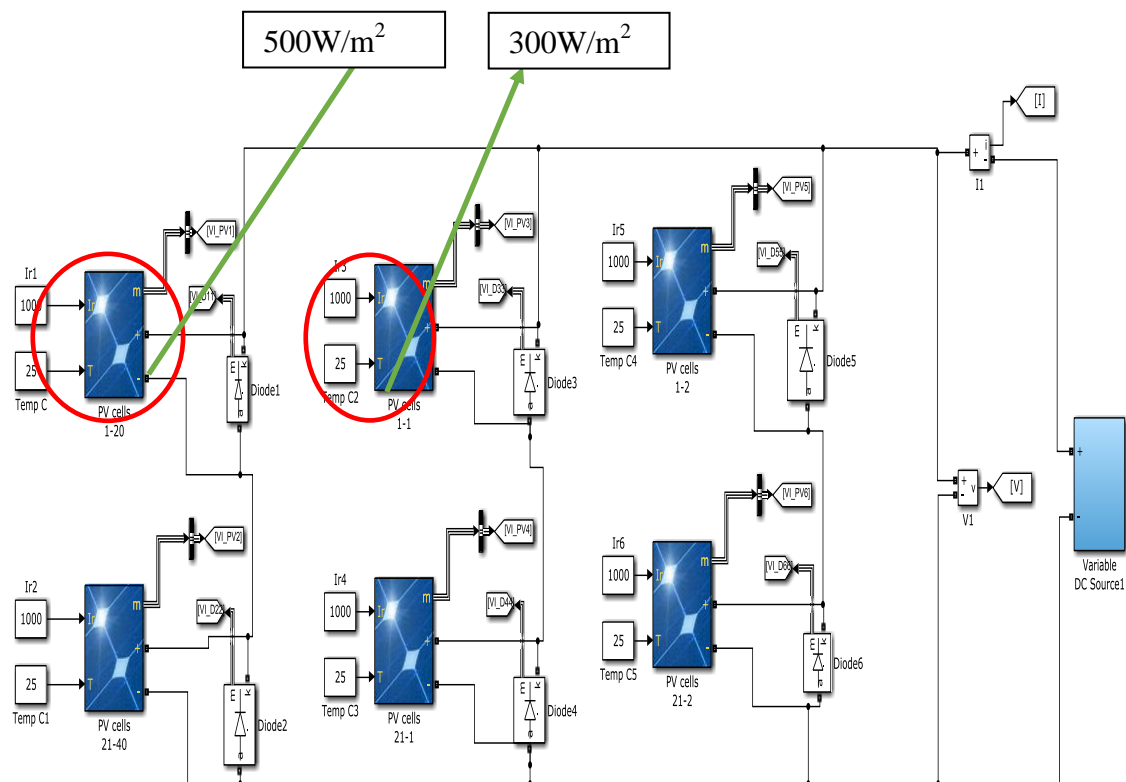 500W/m²
300W/m²
[I]
i
+
-
I1
[VI_PV1]
[VI_PV3]
[VI_PV5]
Ir1
1000
Ir
m
+
T
-
25
Temp C
PV cells
1-20
[VI_D11]
m
k
a
Diode1
Ir3
1000
m
+
T
25
Temp C2
PV cells
1-1
[VI_D33]
m
k
a
Diode3
Ir5
1000
Ir
m
+
T
-
25
Temp C4
PV cells
1-2
[VI_D55]
m
k
a
Diode5
[VI_PV2]
[VI_PV4]
[VI_PV6]
Ir2
1000
Ir
m
+
T
-
25
Temp C1
PV cells
21-40
[VI_D22]
m
k
a
Diode2
Ir4
1000
Ir
m
+
T
-
25
Temp C3
PV cells
21-1
[VI_D44]
m
k
a
Diode4
Ir6
1000
Ir
m
+
T
-
25
Temp C5
PV cells
21-2
[VI_D66]
m
k
a
Diode6
+
-
v
V1
[V]
+
-
Variable
DC Source1